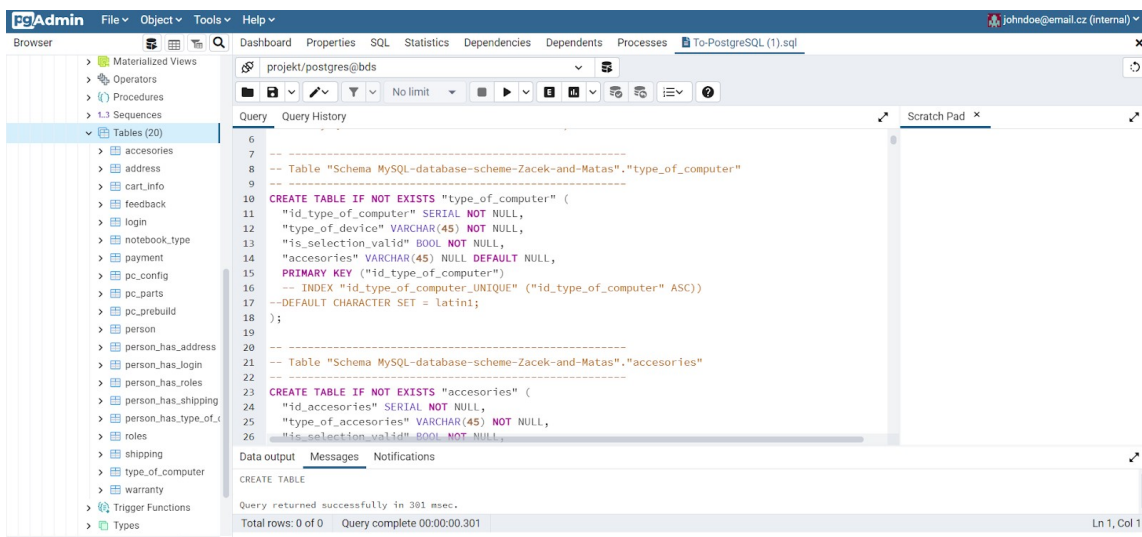 pgAdmin File Object Tools Help johndoe@email.cz (internal)
Browser Dashboard Properties SQL Statistics Dependencies Dependents Processes To-PostgreSQL (1).sql
Materialized Views
Operators
Procedures
1..3 Sequences
Tables (20)
accesories
address
cart_info
feedback
login
notebook_type
payment
pc_config
pc_parts
pc_prebuild
person
person_has_address
person_has_login
person_has_roles
person_has_shipping
person_has_type_of_c
roles
shipping
type_of_computer
warranty
Trigger Functions
Types
projekt/postgres@bds
No limit
Query Query History
Scratch Pad
6
7 -- -----------------------------------------------------
8 -- Table "Schema MySQL-database-scheme-Zacek-and-Matas"."type_of_computer"
9 -- -----------------------------------------------------
10 CREATE TABLE IF NOT EXISTS "type_of_computer" (
11 "id_type_of_computer" SERIAL NOT NULL,
12 "type_of_device" VARCHAR(45) NOT NULL,
13 "is_selection_valid" BOOL NOT NULL,
14 "accesories" VARCHAR(45) NULL DEFAULT NULL,
15 PRIMARY KEY ("id_type_of_computer")
16 -- INDEX "id_type_of_computer_UNIQUE" ("id_type_of_computer" ASC))
17 --DEFAULT CHARACTER SET = latin1;
18 );
19
20 -- -----------------------------------------------------
21 -- Table "Schema MySQL-database-scheme-Zacek-and-Matas"."accesories"
22 -- -----------------------------------------------------
23 CREATE TABLE IF NOT EXISTS "accesories" (
24 "id_accesories" SERIAL NOT NULL,
25 "type_of_accesories" VARCHAR(45) NOT NULL,
26 "is_selection_valid" BOOL NOT NULL,
Data output Messages Notifications
CREATE TABLE
Query returned successfully in 301 msec.
Total rows: 0 of 0 Query complete 00:00:00.301 Ln 1, Col 1